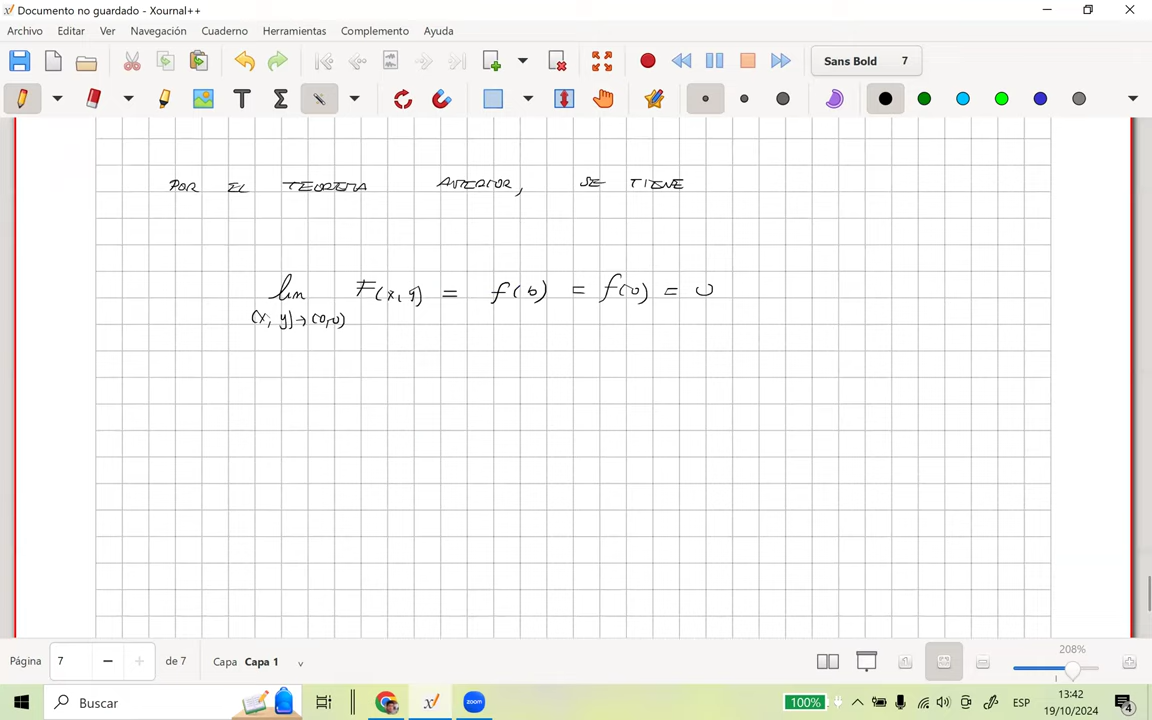 Documento no guardado - Xournal++
Archivo Editar Ver Navegación Cuaderno Herramientas Complemento Ayuda
Sans Bold 7
POR EL TEOREMA ANTERIOR, SE TIENE
lim F(x,y) = f(b) = f(0) = 0
(x,y)→(0,0)
Página 7 de 7 Capa Capa 1 208%
Buscar zoom 100% ESP 13:42
19/10/2024 4